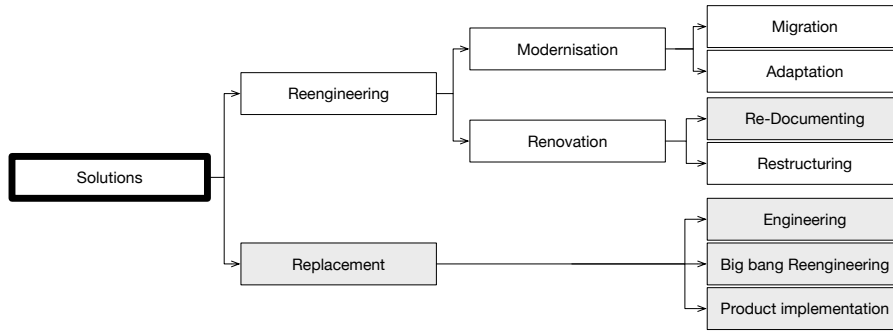 Solutions
Reengineering
Replacement
Modernisation
Renovation
Migration
Adaptation
Re-Documenting
Restructuring
Engineering
Big bang Reengineering
Product implementation